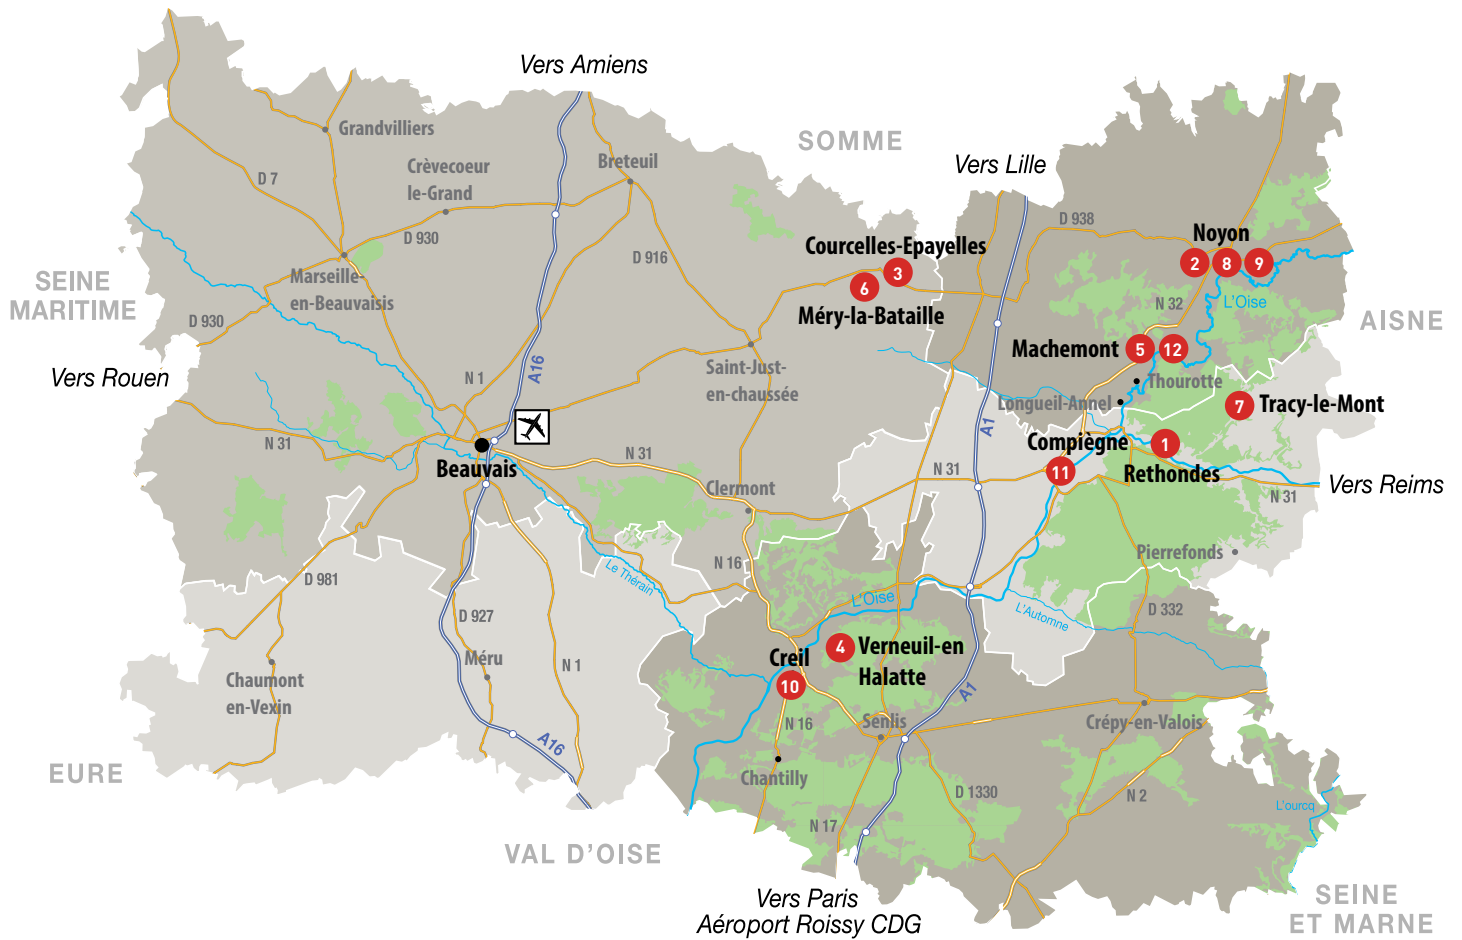 Vers Amiens
Grandvilliers
SOMME
Crèvecoeur
le-Grand
Breteuil
Vers Lille
D 7
D 938
D 930
D 916
Courcelles-Epayelles
Noyon
2
8
9
3
6
Marseille-
en-Beauvaisis
SEINE
MARITIME
L'Oise
N 32
Méry-la-Bataille
D 930
AISNE
Machemont
5
12
Vers Rouen
A16
N 1
Saint-Just-
en-chaussée
Thourotte
Longueil-Annel
7
Tracy-le-Mont
A1
N 31
Compiègne
1
Beauvais
N 31
N 31
11
Rethondes
Clermont
Vers Reims
N 31
Pierrefonds
N 16
D 981
Le Thérain
L'Oise
L'Automne
D 332
D 927
4
Verneuil-en
Halatte
Creil
Méru
N 1
10
A1
Chaumont
en-Vexin
N 16
Senlis
Crépy-en-Valois
A16
EURE
Chantilly
D 1330
N 2
L'ourcq
N 17
VAL D'OISE
Vers Paris
Aéroport Roissy CDG
SEINE
ET MARNE